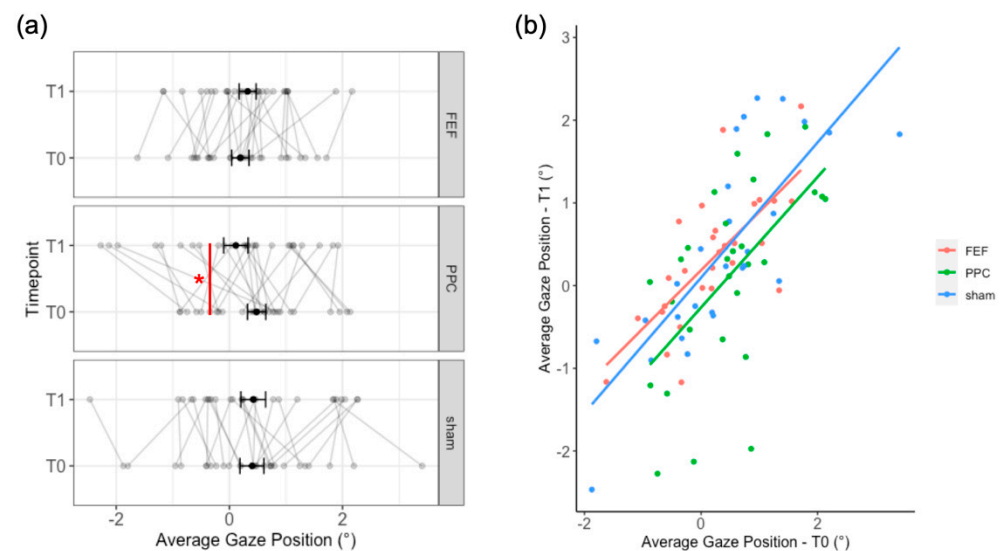 (a)
T1
T0
FEF
T1
*
T0
PPC
T1
T0
sham
Timepoint
-2
0
2
Average Gaze Position (°)
(b)
3
2
1
0
-1
-2
Average Gaze Position - T1 (°)
-2
0
2
Average Gaze Position - T0 (°)
FEF
PPC
sham